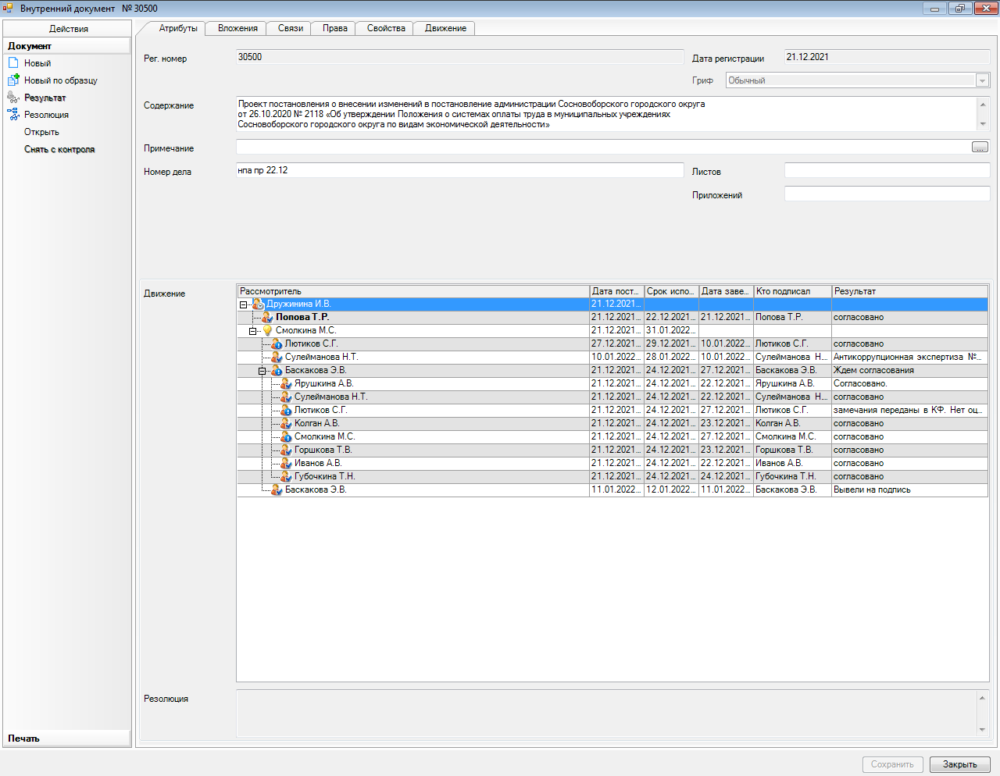 Внутренний документ № 30500
Действия
Документ
Новый
Новый по образцу
Результат
Резолюция
Открыть
Снять с контроля
Печать
Атрибуты Вложения Связи Права Свойства Движение
Рег. номер 30500 Дата регистрации 21.12.2021
Гриф Обычный
Содержание
Проект постановления о внесении изменений в постановление администрации Сосновоборского городского округа
от 26.10.2020 № 2118 «Об утверждении Положения о системах оплаты труда в муниципальных учреждениях
Сосновоборского городского округа по видам экономической деятельности»
Примечание ...
Номер дела нпа пр 22.12 Листов
Приложений
Движение
Рассмотритель Дата пост... Срок испо... Дата заве... Кто подписал Результат
Дружинина И.В. 21.12.2021...
Попова Т.Р. 21.12.2021... 22.12.2021... 21.12.2021... Попова Т.Р. согласовано
Смолкина М.С. 21.12.2021... 31.01.2022...
Лютиков С.Г. 27.12.2021... 29.12.2021... 10.01.2022... Лютиков С.Г. согласовано
Сулейманова Н.Т. 10.01.2022... 28.01.2022... 10.01.2022... Сулейманова Н.... Антикоррупционная экспертиза №...
Баскакова Э.В. 21.12.2021... 24.12.2021... 27.12.2021... Баскакова Э.В. Ждем согласования
Ярушкина А.В. 21.12.2021... 24.12.2021... 22.12.2021... Ярушкина А.В. Согласовано.
Сулейманова Н.Т. 21.12.2021... 24.12.2021... 22.12.2021... Сулейманова Н.... согласовано
Лютиков С.Г. 21.12.2021... 24.12.2021... 27.12.2021... Лютиков С.Г. замечания переданы в КФ. Нет оц...
Колган А.В. 21.12.2021... 24.12.2021... 23.12.2021... Колган А.В. согласовано
Смолкина М.С. 21.12.2021... 24.12.2021... 27.12.2021... Смолкина М.С. согласовано
Горшкова Т.В. 21.12.2021... 24.12.2021... 23.12.2021... Горшкова Т.В. согласовано
Иванов А.В. 21.12.2021... 24.12.2021... 22.12.2021... Иванов А.В. согласовано
Губочкина Т.Н. 21.12.2021... 24.12.2021... 24.12.2021... Губочкина Т.Н. согласовано
Баскакова Э.В. 11.01.2022... 12.01.2022... 11.01.2022... Баскакова Э.В. Вывели на подпись
Резолюция
Сохранить Закрыть